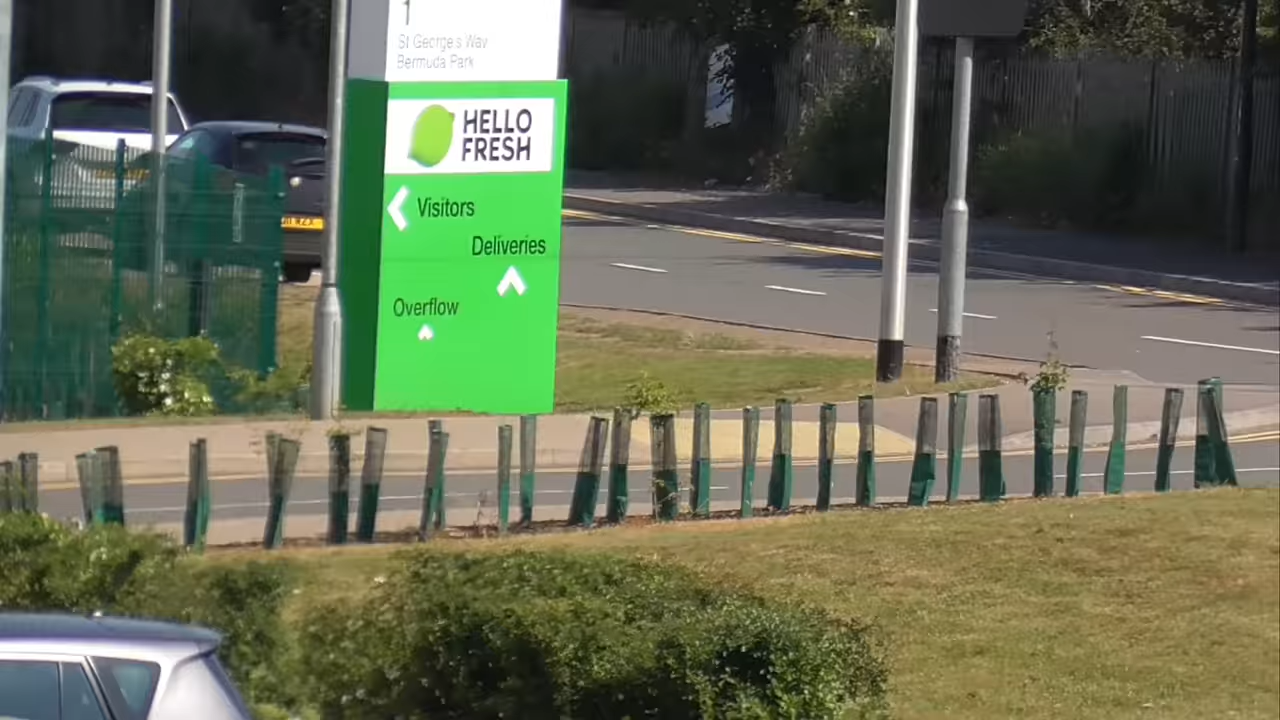 1
St George's Way
Bermuda Park
HELLO
FRESH
Visitors
Deliveries
Overflow